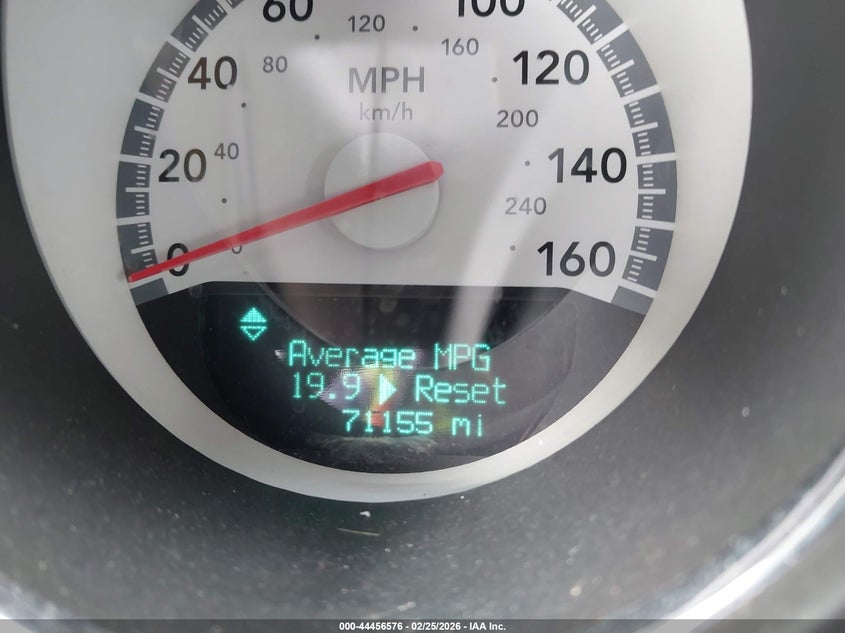 60 100
120
40 80 160 120
MPH
km/h
200
20 40 140
240
0 0 160
Average MPG
19.9 Reset
71155 mi
000-44456576 - 02/25/2026 - IAA Inc.